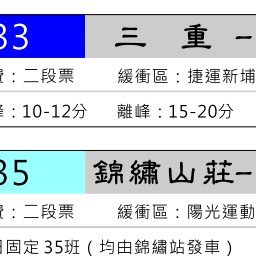 33 三 重 -
費：二段票 緩衝區：捷運新埔
峰：10-12分 離峰：15-20分
35 錦繡山莊-
費：二段票 緩衝區：陽光運動
日固定35班（均由錦繡站發車）